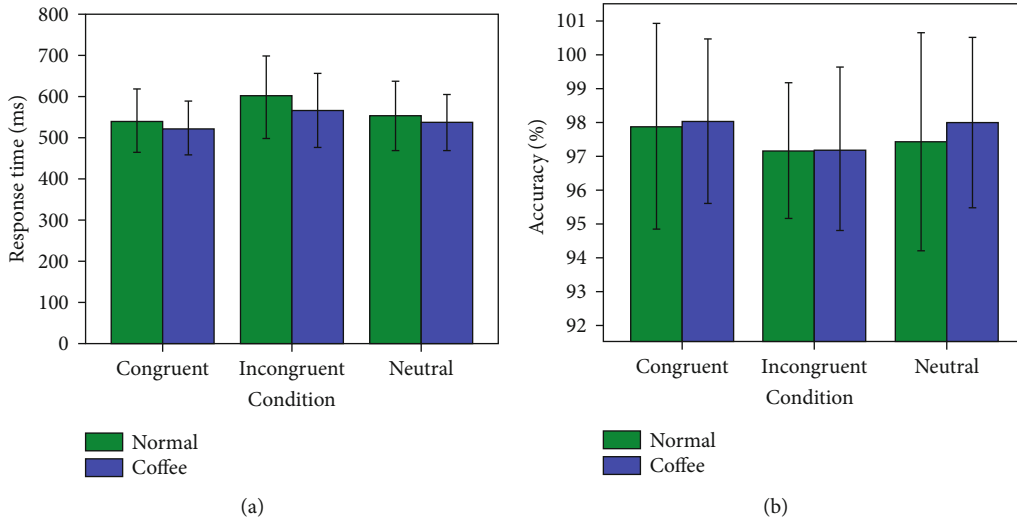 800
700
600
500
400
300
200
100
0
Response time (ms)
Congruent Incongruent Neutral
Condition
Normal
Coffee
(a)
101
100
99
98
97
96
95
94
93
92
Accuracy (%)
Congruent Incongruent Neutral
Condition
Normal
Coffee
(b)